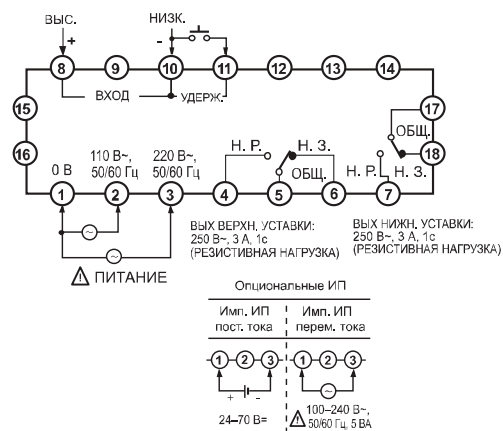 ВЫС.
НИЗК.
+
-
8
9
10
11
12
13
14
ВХОД
УДЕРЖ.
15
16
17
18
ОБЩ.
0 В
110 В~,
50/60 Гц
220 В~,
50/60 Гц
Н. Р.
Н. З.
ОБЩ.
Н. Р.
Н. З.
1
2
3
4
5
6
7
~
~
⚠ ПИТАНИЕ
ВЫХ ВЕРХН. УСТАВКИ:
250 В~, 3 А, 1с
(РЕЗИСТИВНАЯ НАГРУЗКА)
ВЫХ НИЖН. УСТАВКИ:
250 В~, 3 А, 1с
(РЕЗИСТИВНАЯ НАГРУЗКА)
Опциональные ИП
Имп. ИП
пост. тока
Имп. ИП
перем. тока
1
2
3
1
2
3
+
-
~
24–70 В=
⚠ 100–240 В~,
50/60 Гц, 5 ВА